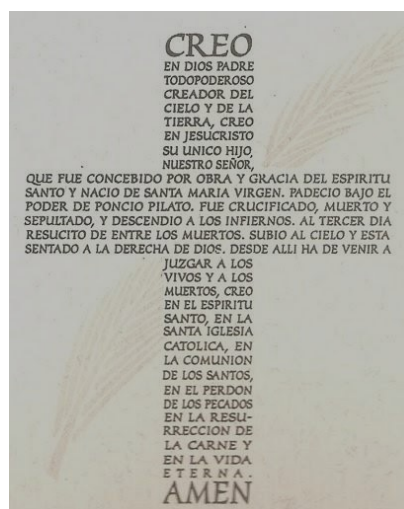 CREO
EN DIOS PADRE
TODOPODEROSO
CREADOR DEL
CIELO Y DE LA
TIERRA, CREO
EN JESUCRISTO
SU UNICO HIJO,
NUESTRO SEÑOR,
QUE FUE CONCEBIDO POR OBRA Y GRACIA DEL ESPIRITU
SANTO Y NACIO DE SANTA MARIA VIRGEN. PADECIO BAJO EL
PODER DE PONCIO PILATO. FUE CRUCIFICADO, MUERTO Y
SEPULTADO, Y DESCENDIO A LOS INFIERNOS. AL TERCER DIA
RESUCITO DE ENTRE LOS MUERTOS. SUBIO AL CIELO Y ESTA
SENTADO A LA DERECHA DE DIOS. DESDE ALLI HA DE VENIR A
JUZGAR A LOS
VIVOS Y A LOS
MUERTOS, CREO
EN EL ESPIRITU
SANTO, EN LA
SANTA IGLESIA
CATOLICA, EN
LA COMUNION
DE LOS SANTOS,
EN EL PERDON
DE LOS PECADOS
EN LA RESU-
RRECCION DE
LA CARNE Y
EN LA VIDA
ETERNA.
AMEN